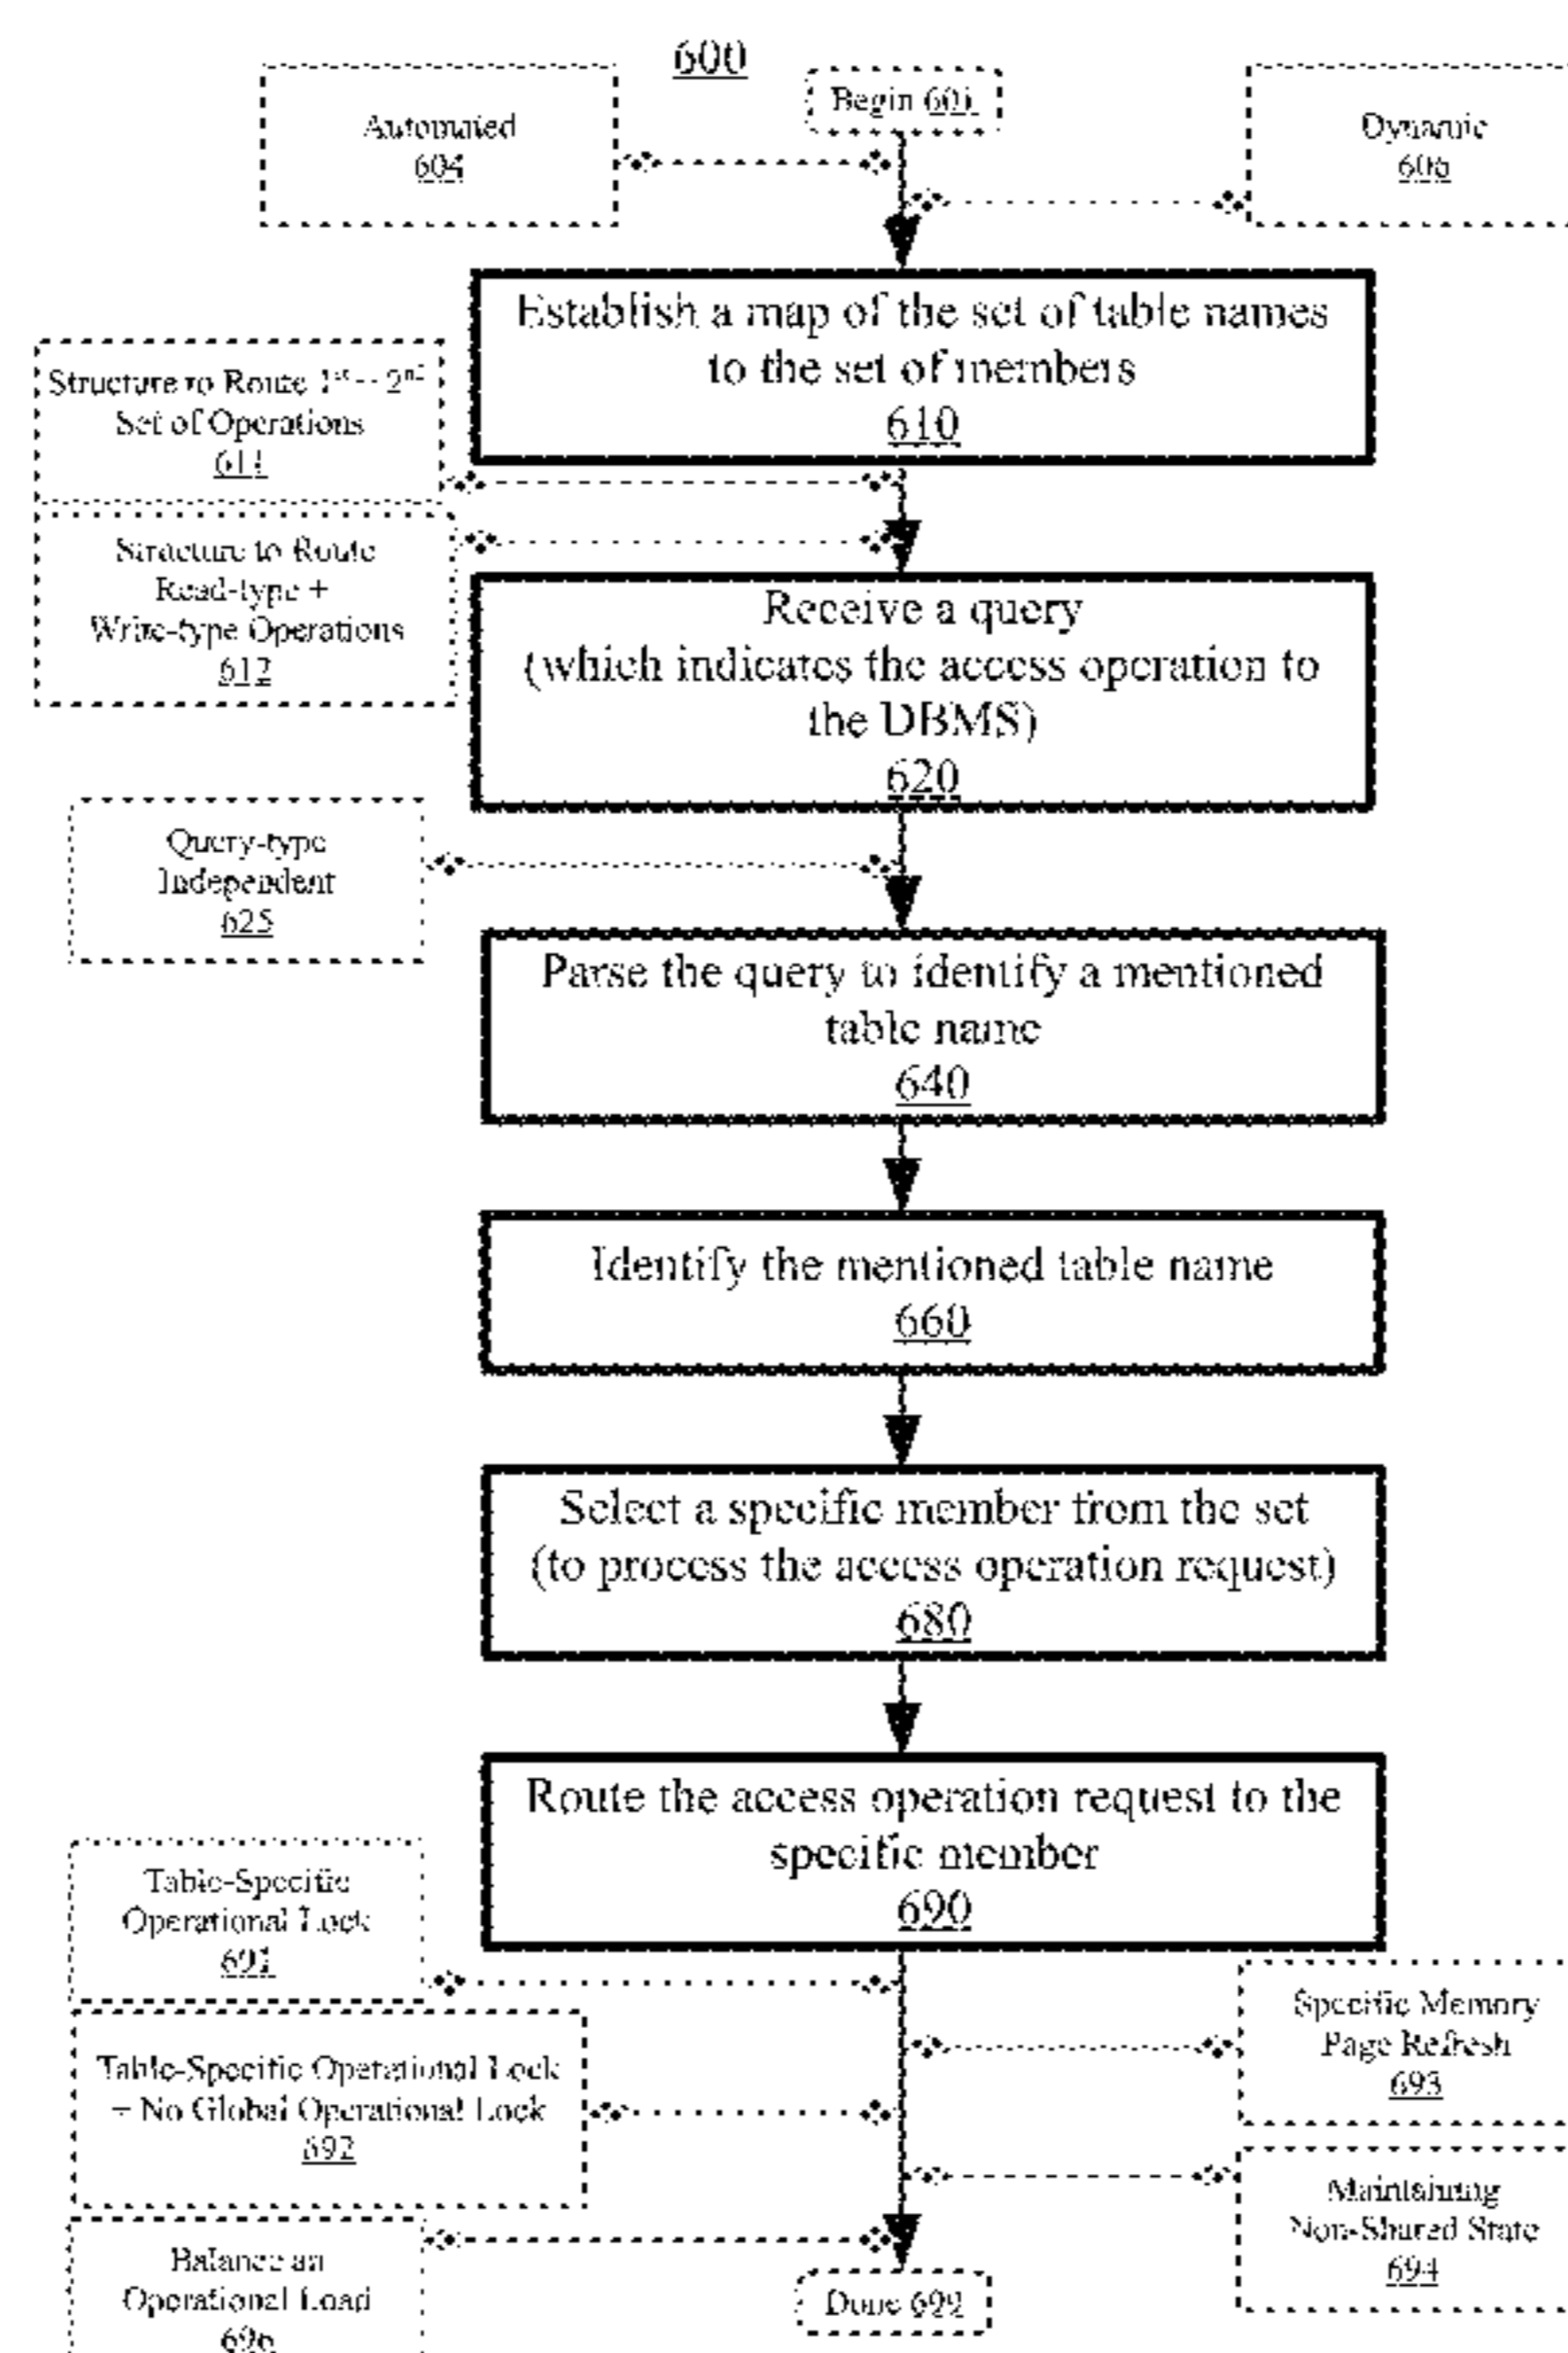 600
Begin 601
Automated
604
Dynamic
606
Establish a map of the set of table names
to the set of members
610
Structure to Route 1st + 2nd
Set of Operations
611
Structure to Route
Read-type +
Write-type Operations
612
Receive a query
(which indicates the access operation to
the DBMS)
620
Query-type
Independent
625
Parse the query to identify a mentioned
table name
640
Identify the mentioned table name
660
Select a specific member from the set
(to process the access operation request)
680
Route the access operation request to the
specific member
690
Table-Specific
Operational Lock
691
Specific Memory
Page Refresh
693
Table-Specific Operational Lock
+ No Global Operational Lock
692
Maintaining
Non-Shared State
694
Balance an
Operational Load
696
Done 699